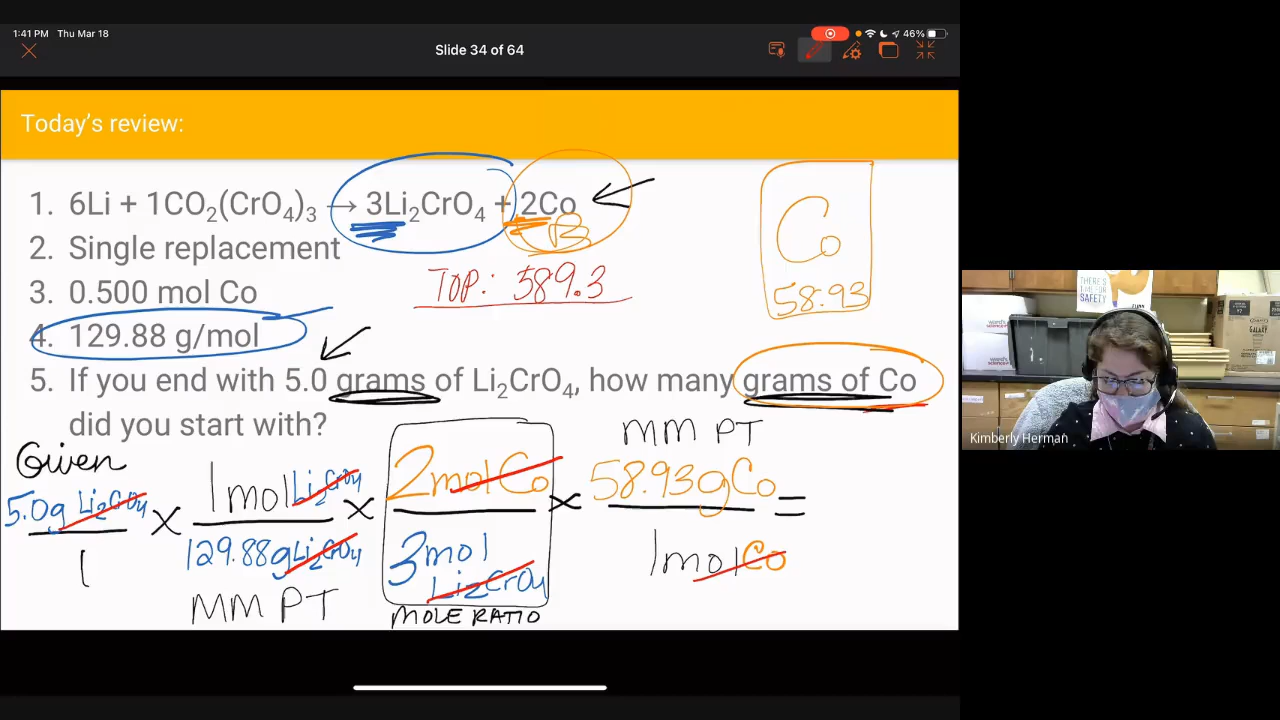 1:41 PM Thu Mar 18
46%
Slide 34 of 64
Today's review:
1. 6Li + 1CO₂(CrO₄)₃ → 3Li₂CrO₄ + 2Co
2. Single replacement
TOP: 589.3
3. 0.500 mol Co
4. 129.88 g/mol
Co
58.93
5. If you end with 5.0 grams of Li₂CrO₄, how many grams of Co
did you start with?
Given
5.0g Li₂CrO₄ × 1mol Li₂CrO₄ × 2mol Co × 58.93g Co =
1 129.88g Li₂CrO₄ 3mol Li₂CrO₄ 1mol Co
MM PT
MOLE RATIO
MM PT
THERE'S
TIME FOR
SAFETY
Kimberly Herman